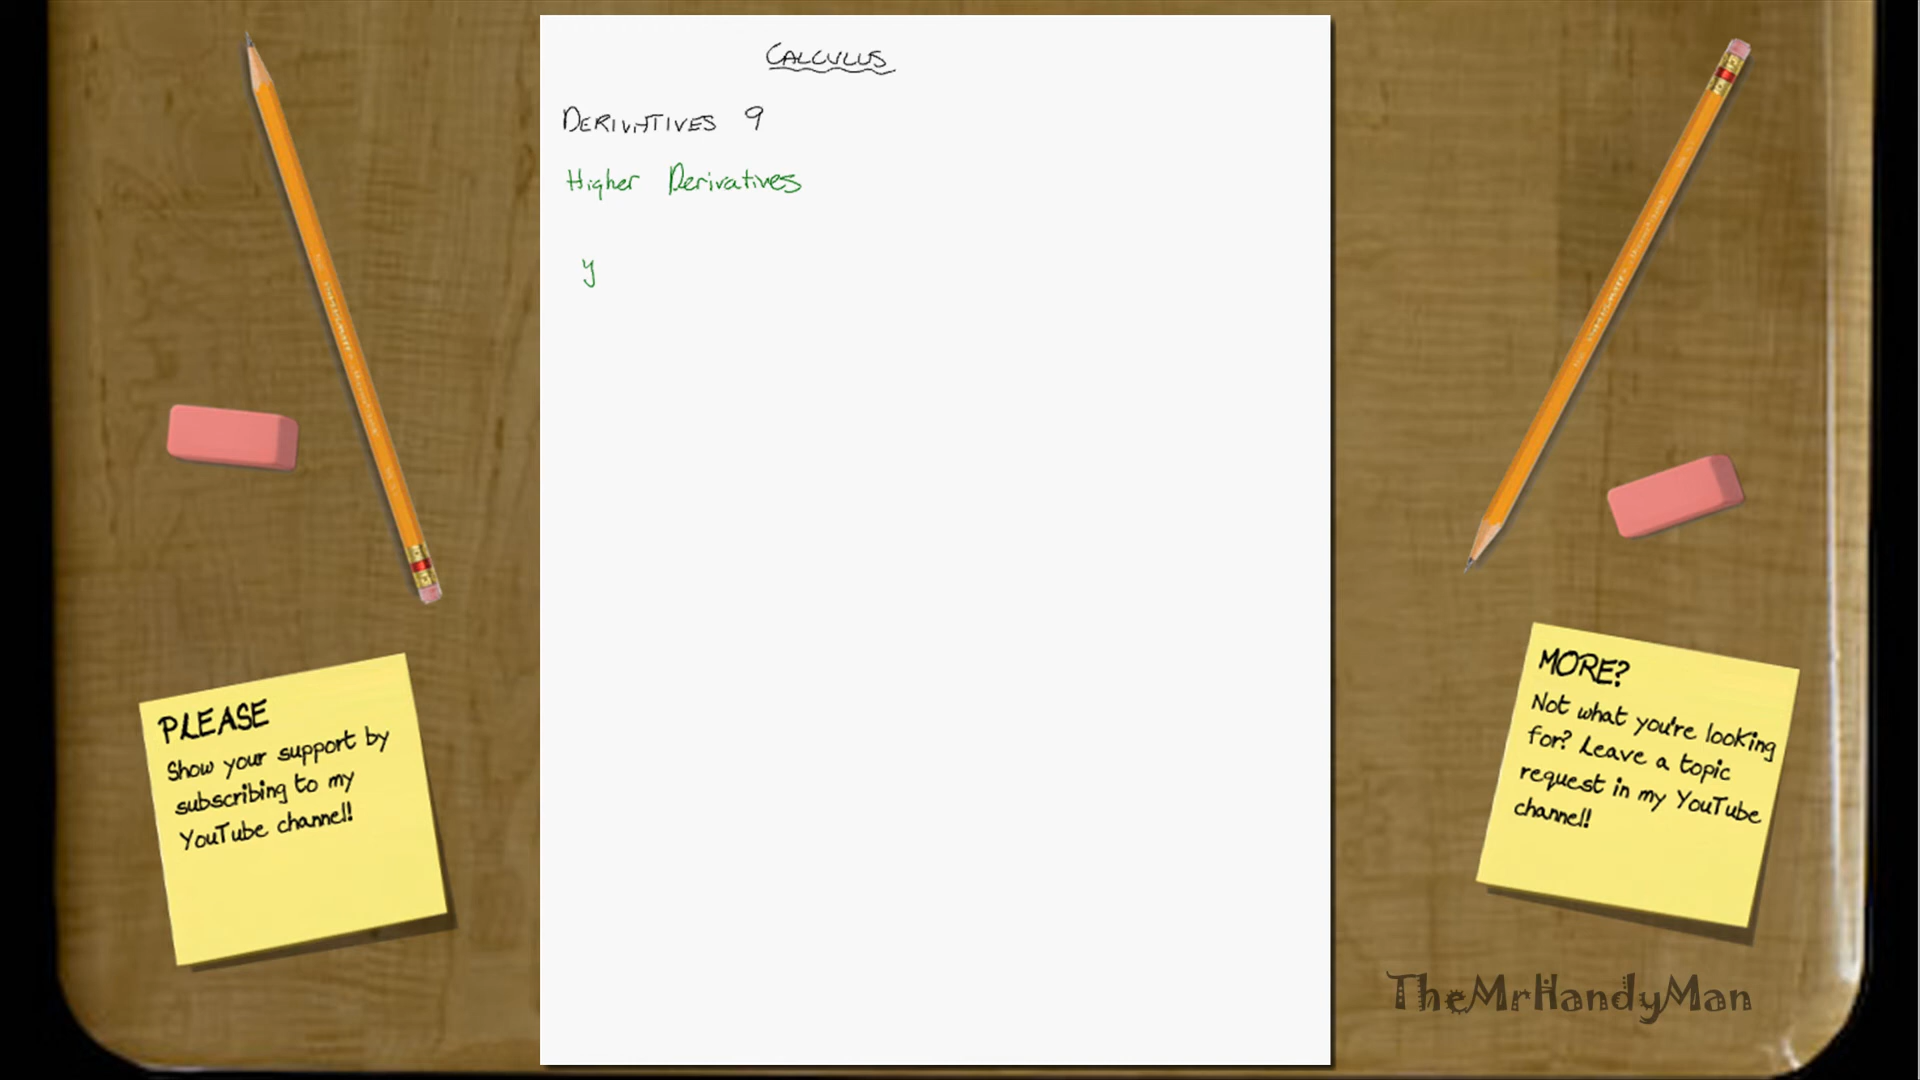 CALCULUS
DERIVATIVES 9
Higher Derivatives
y
PLEASE
Show your support by
subscribing to my
YouTube channel!
MORE?
Not what you're looking
for? Leave a topic
request in my YouTube
channel!
TheMrHandyMan